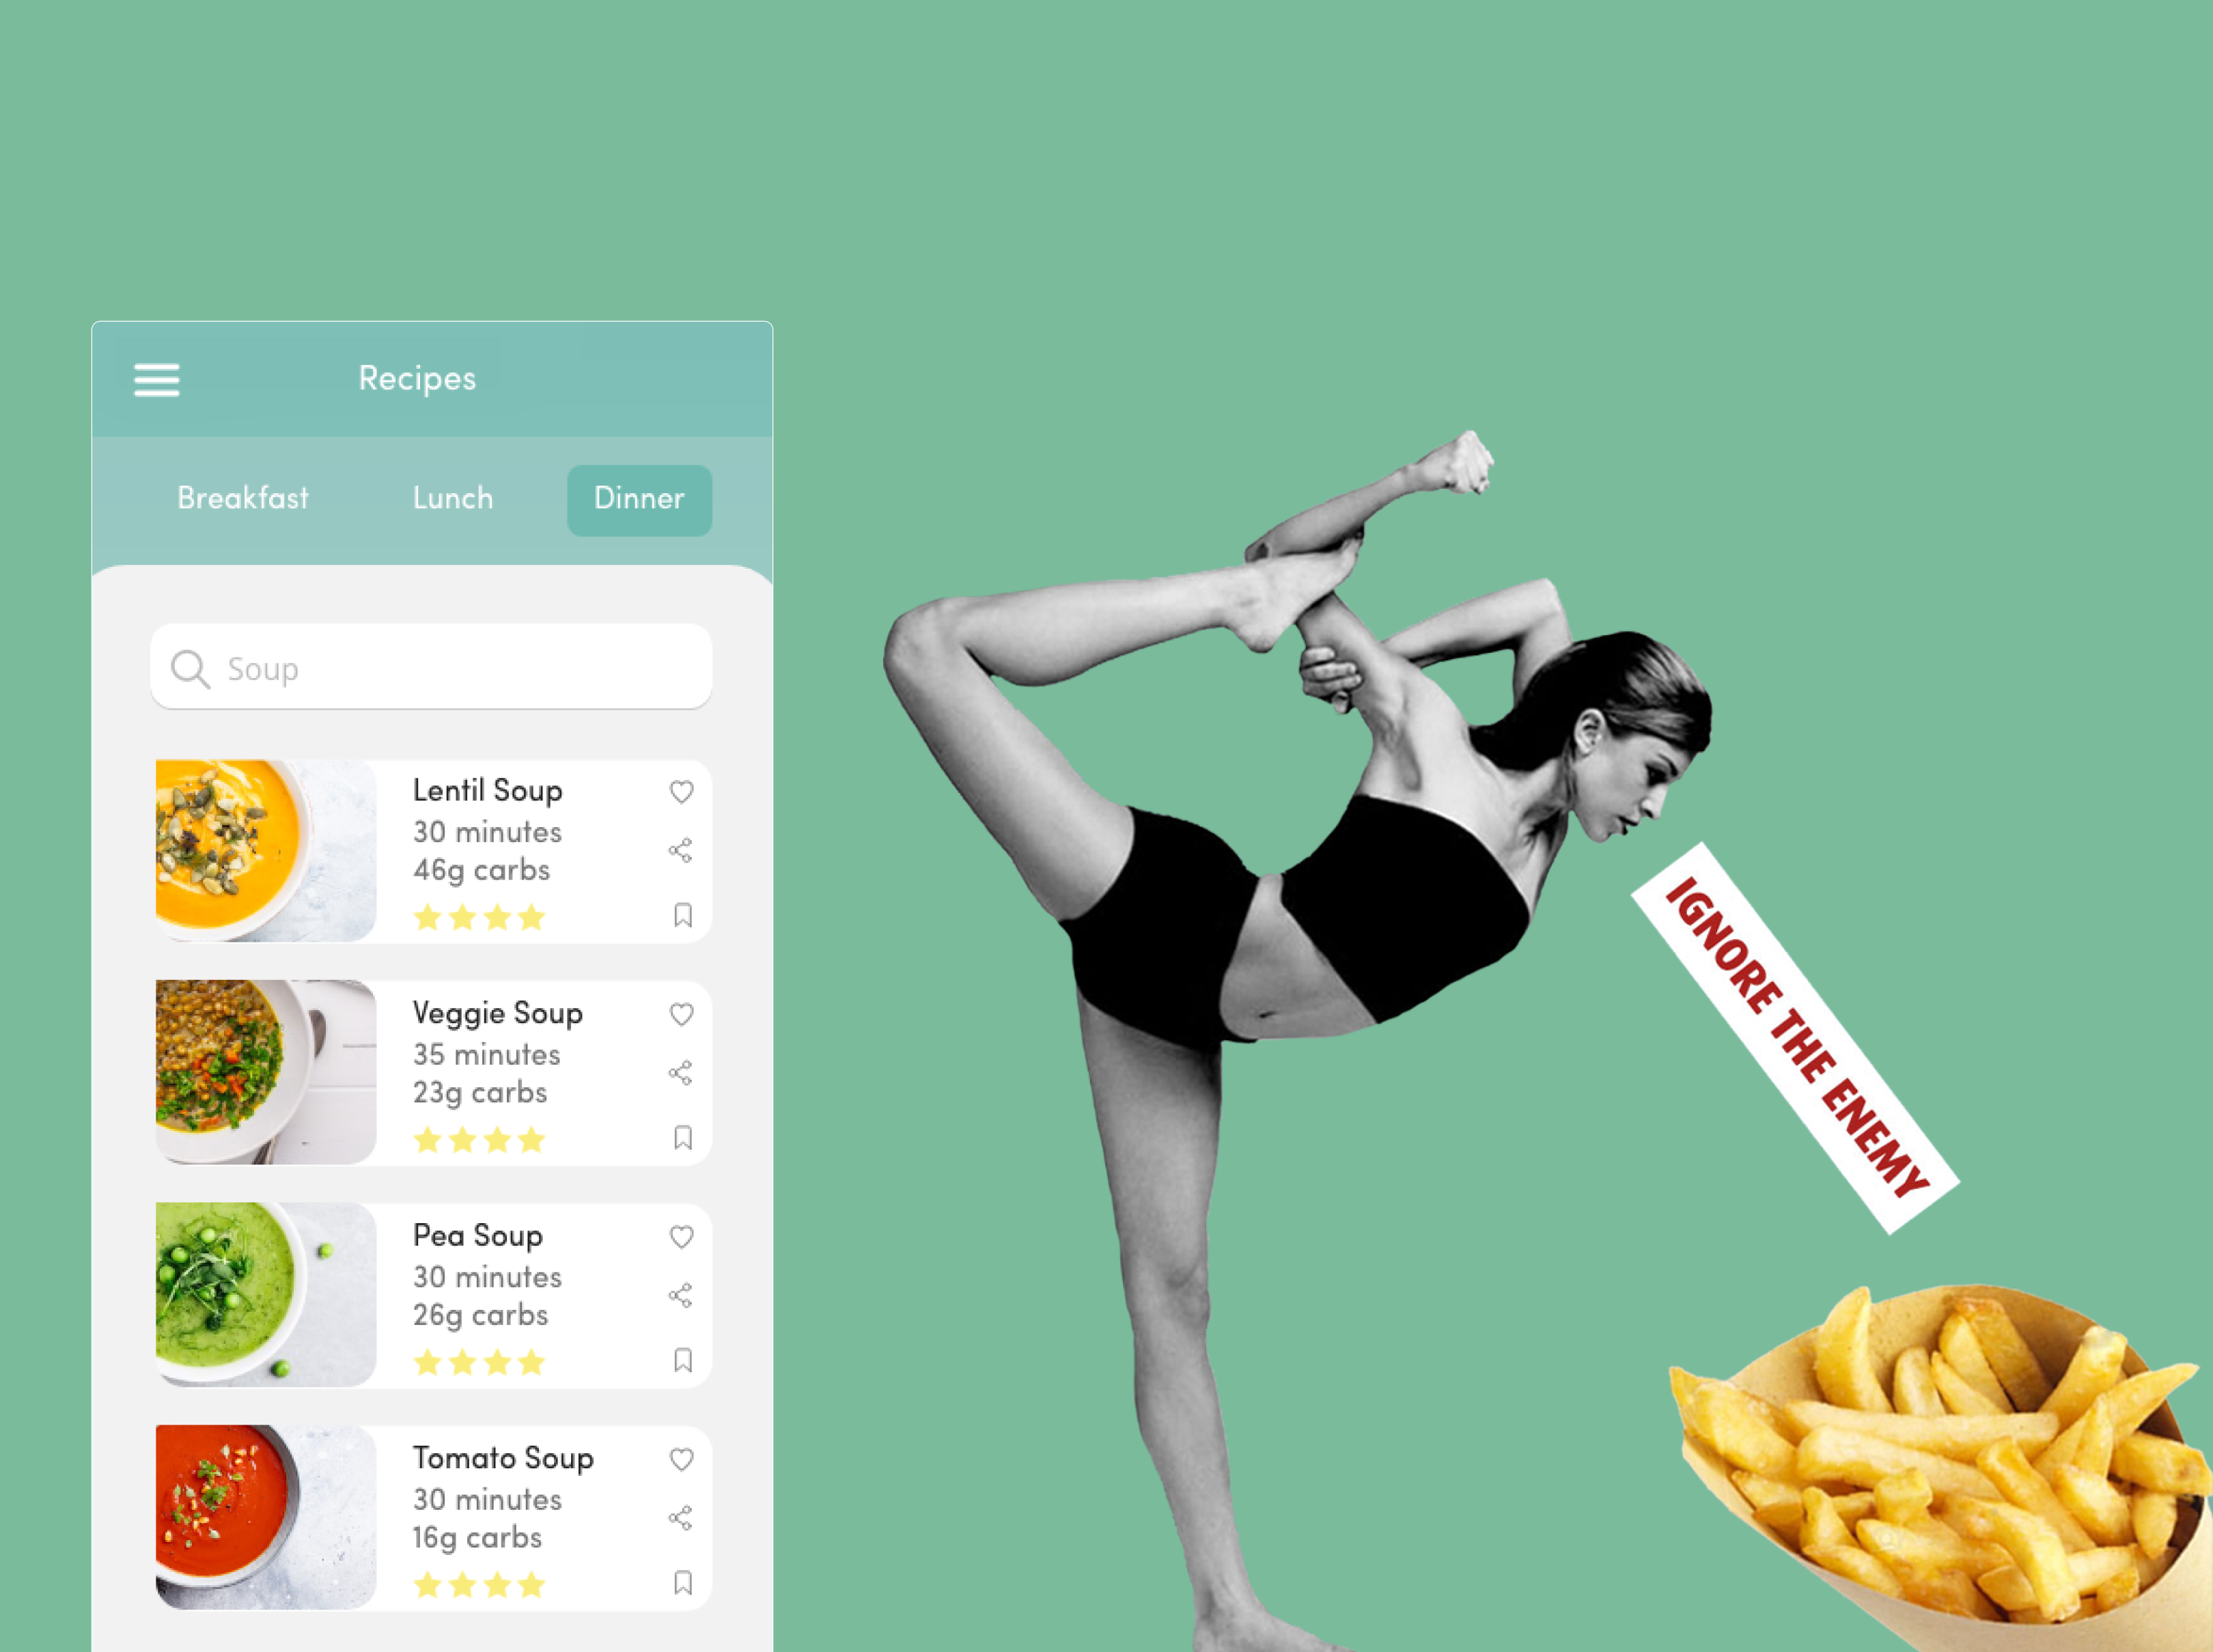 Recipes
Breakfast Lunch Dinner
Soup
Lentil Soup
30 minutes
46g carbs
Veggie Soup
35 minutes
23g carbs
Pea Soup
30 minutes
26g carbs
Tomato Soup
30 minutes
16g carbs
IGNORE THE ENEMY